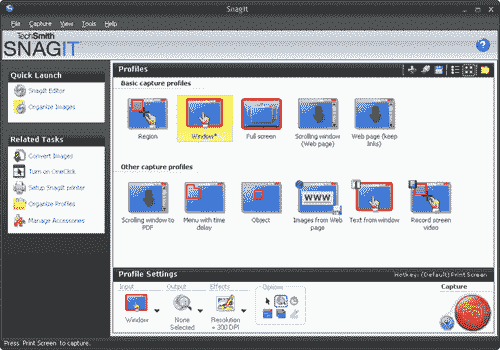 SnagIt
File Capture View Tools Help
TechSmith
SNAGIT
Quick Launch
SnagIt Editor
Organize Images
Related Tasks
Convert Images
Turn on OneClick
Setup SnagIt printer
Organize Profiles
Manage Accessories
Profiles
Basic capture profiles
Region
Window*
Full screen
Scrolling window
(Web page)
Web page (keep
links)
Other capture profiles
Scrolling window to
PDF
Menu with time
delay
Object
WWW
Images from Web
page
Text from window
Record screen
video
Profile Settings
Hotkey: (Default) Print Screen
Input
Window
Output
None
Selected
Effects
Resolution
= 300 DPI
Options
Capture
Press Print Screen to capture.